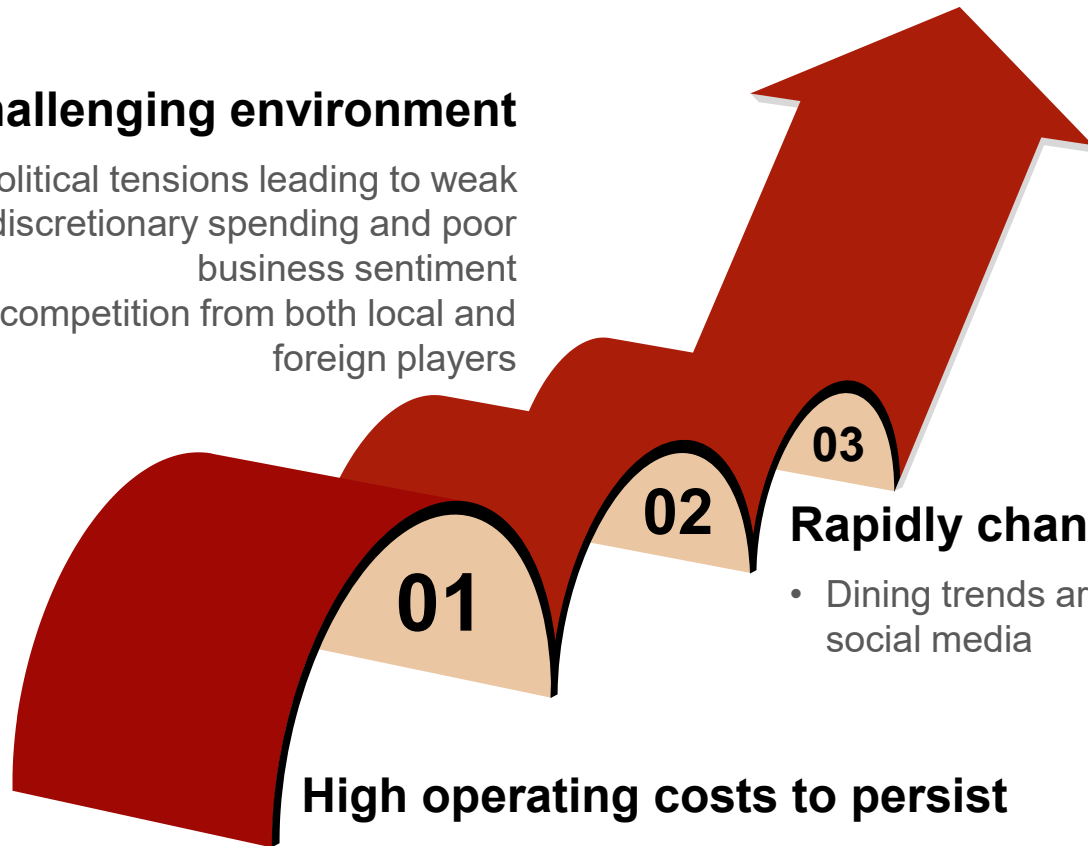 hallenging environment
olitical tensions leading to weak
discretionary spending and poor
business sentiment
competition from both local and
foreign players
03
02
01
Rapidly chan
• Dining trends ar
social media
High operating costs to persist